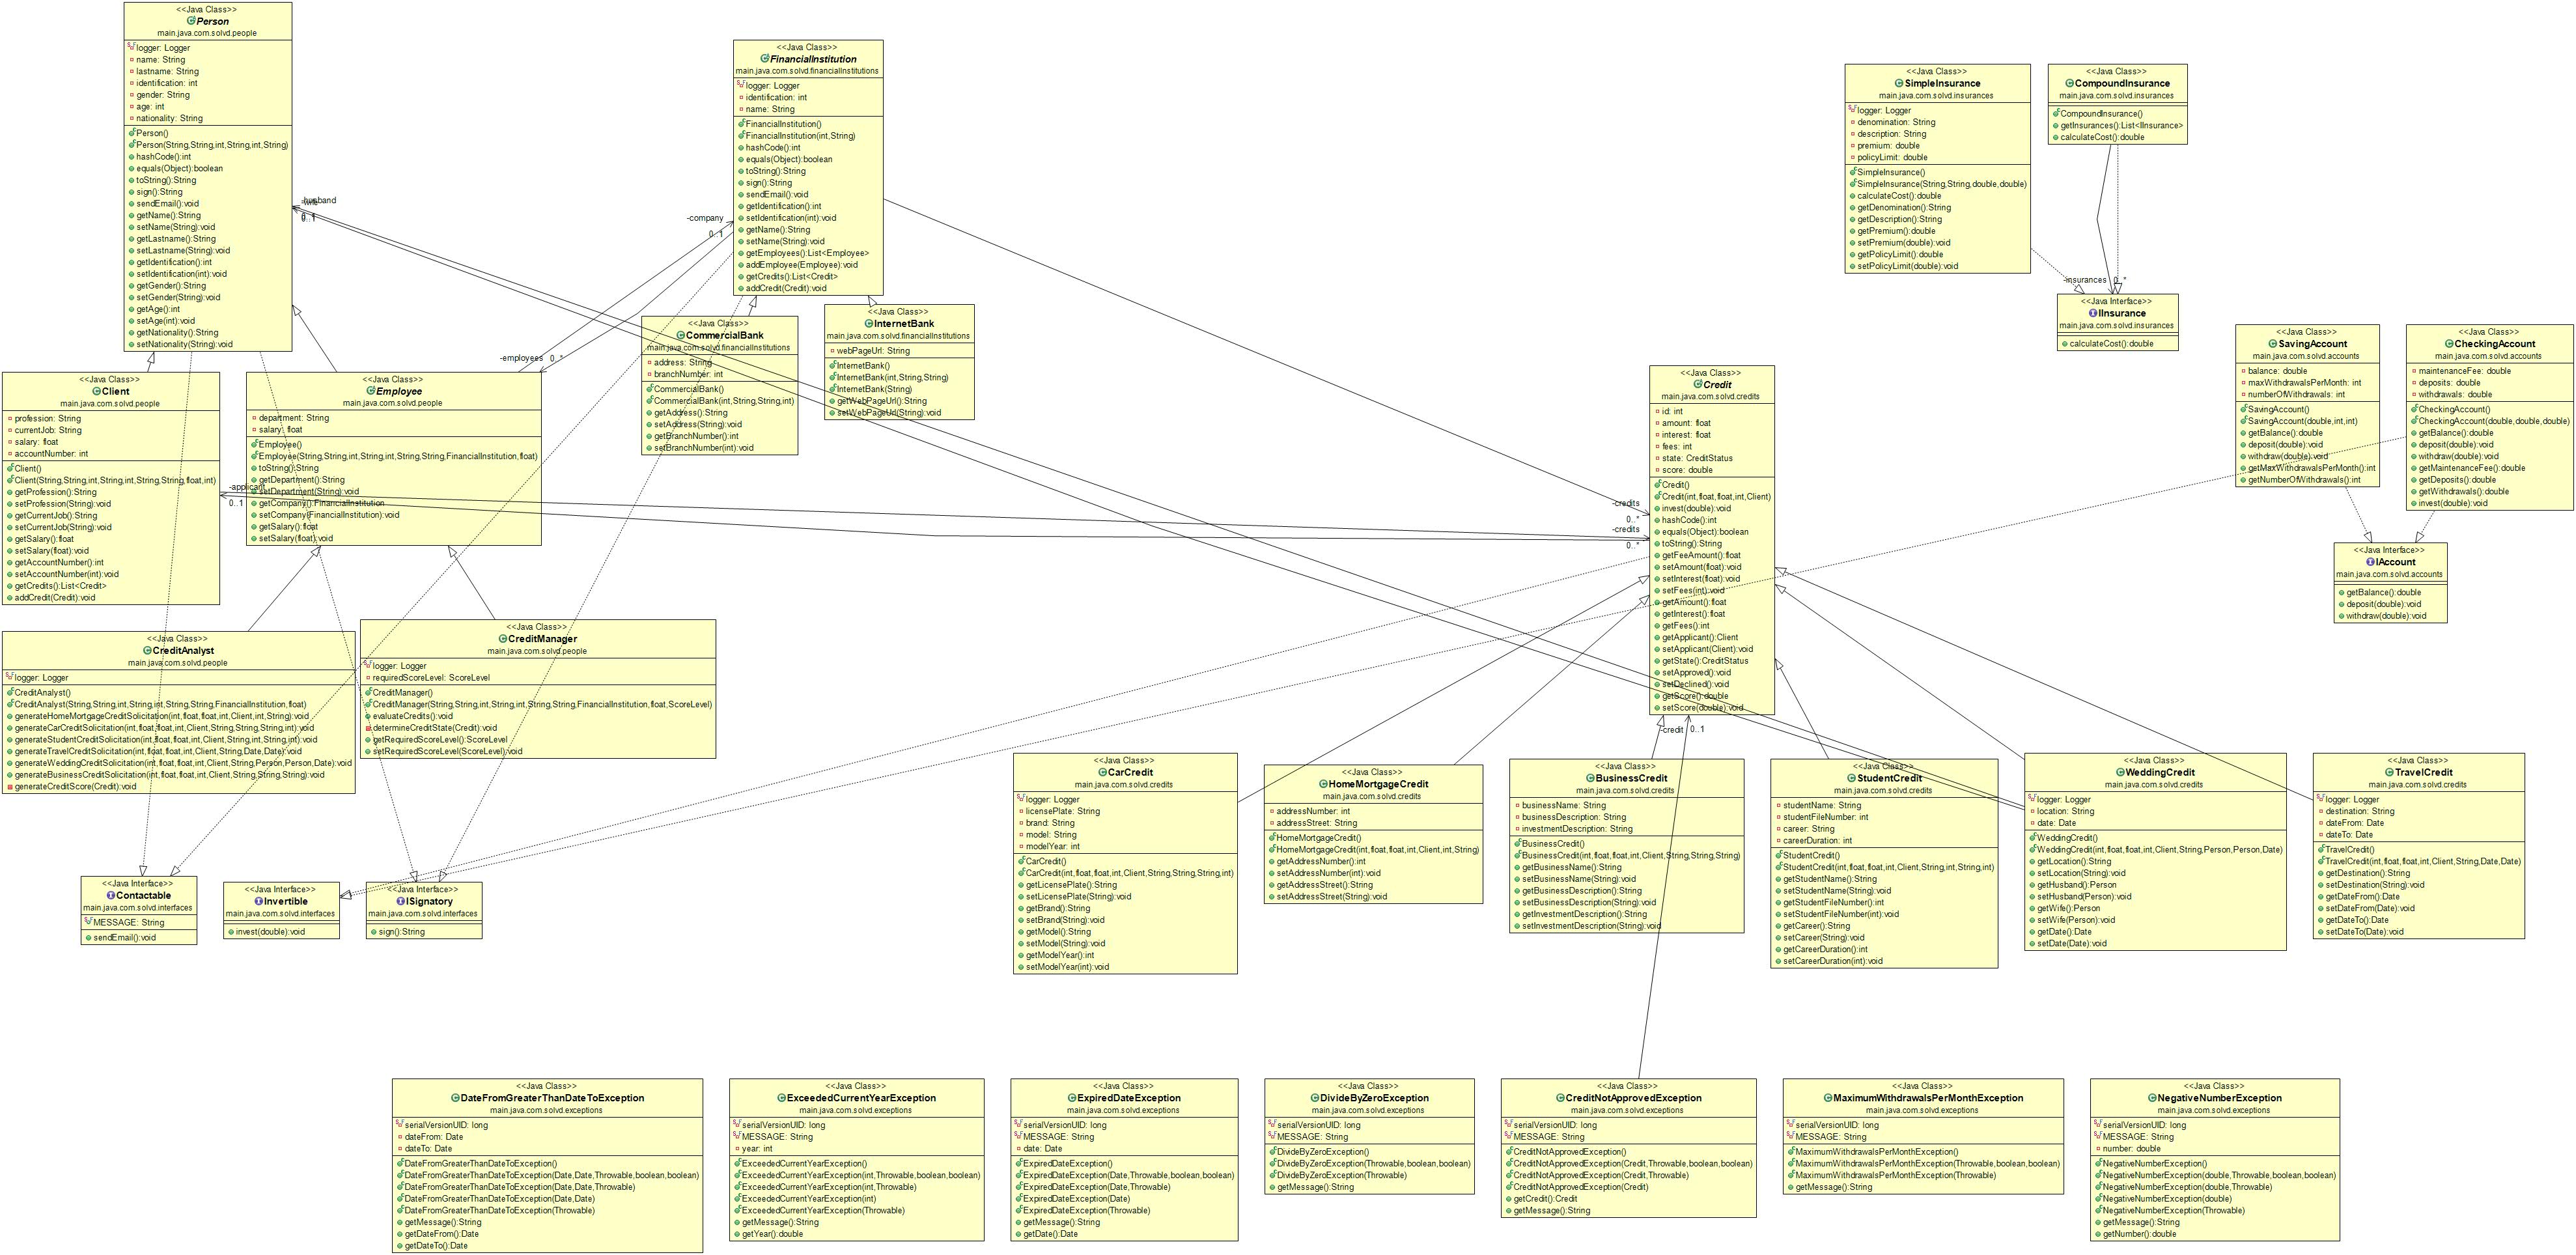 <<Java Class>>
Person
main.java.com.solvd.people
logger: Logger
name: String
lastname: String
identification: int
gender: String
age: int
nationality: String
Person()
Person(String,String,int,String,int,String)
hashCode():int
equals(Object):boolean
toString():String
sign():String
sendEmail():void
getName():String
setName(String):void
getLastname():String
setLastname(String):void
getIdentification():int
setIdentification(int):void
getGender():String
setGender(String):void
getAge():int
setAge(int):void
getNationality():String
setNationality(String):void
<<Java Class>>
FinancialInstitution
main.java.com.solvd.financialInstitutions
logger: Logger
identification: int
name: String
FinancialInstitution()
FinancialInstitution(int,String)
hashCode():int
equals(Object):boolean
toString():String
sign():String
sendEmail():void
getIdentification():int
setIdentification(int):void
getName():String
setName(String):void
getEmployees():List<Employee>
addEmployee(Employee):void
getCredits():List<Credit>
addCredit(Credit):void
<<Java Class>>
SimpleInsurance
main.java.com.solvd.insurances
logger: Logger
denomination: String
description: String
premium: double
policyLimit: double
SimpleInsurance()
SimpleInsurance(String,String,double,double)
calculateCost():double
getDenomination():String
getDescription():String
getPremium():double
setPremium(double):void
getPolicyLimit():double
setPolicyLimit(double):void
<<Java Class>>
CompoundInsurance
main.java.com.solvd.insurances
CompoundInsurance()
getInsurances():List<IInsurance>
calculateCost():double
-husband
0..1
-company
0..1
-employees 0..*
-insurances 0..*
<<Java Interface>>
IInsurance
main.java.com.solvd.insurances
calculateCost():double
<<Java Class>>
CommercialBank
main.java.com.solvd.financialInstitutions
address: String
branchNumber: int
CommercialBank()
CommercialBank(int,String,String,int)
getAddress():String
setAddress(String):void
getBranchNumber():int
setBranchNumber(int):void
<<Java Class>>
InternetBank
main.java.com.solvd.financialInstitutions
webPageUrl: String
InternetBank()
InternetBank(int,String,String)
InternetBank(String)
getWebPageUrl():String
setWebPageUrl(String):void
<<Java Class>>
SavingAccount
main.java.com.solvd.accounts
balance: double
maxWithdrawalsPerMonth: int
numberOfWithdrawals: int
SavingAccount()
SavingAccount(double,int,int)
getBalance():double
deposit(double):void
withdraw(double):void
getMaxWithdrawalsPerMonth():int
getNumberOfWithdrawals():int
<<Java Class>>
CheckingAccount
main.java.com.solvd.accounts
maintenanceFee: double
deposits: double
withdrawals: double
CheckingAccount()
CheckingAccount(double,double,double)
getBalance():double
deposit(double):void
withdraw(double):void
getMaintenanceFee():double
getDeposits():double
getWithdrawals():double
invest(double):void
<<Java Class>>
Client
main.java.com.solvd.people
profession: String
currentJob: String
salary: float
accountNumber: int
Client()
Client(String,String,int,String,int,String,String,String,float,int)
getProfession():String
setProfession(String):void
getCurrentJob():String
setCurrentJob(String):void
getSalary():float
setSalary(float):void
getAccountNumber():int
setAccountNumber(int):void
getCredits():List<Credit>
addCredit(Credit):void
<<Java Class>>
Employee
main.java.com.solvd.people
department: String
salary: float
Employee()
Employee(String,String,int,String,int,String,String,FinancialInstitution,float)
toString():String
getDepartment():String
setDepartment(String):void
getCompany():FinancialInstitution
setCompany(FinancialInstitution):void
getSalary():float
setSalary(float):void
-applicant
0..1
<<Java Class>>
Credit
main.java.com.solvd.credits
id: int
amount: float
interest: float
fees: int
state: CreditStatus
score: double
Credit()
Credit(int,float,float,int,Client)
invest(double):void
hashCode():int
equals(Object):boolean
toString():String
getFeeAmount():float
setAmount(float):void
setInterest(float):void
setFees(int):void
getAmount():float
getInterest():float
getFees():int
getApplicant():Client
setApplicant(Client):void
getState():CreditStatus
setApproved():void
setDeclined():void
getScore():double
setScore(double):void
-credits
0..*
-credits
0..*
-credit 0..1
<<Java Interface>>
IAccount
main.java.com.solvd.accounts
getBalance():double
deposit(double):void
withdraw(double):void
<<Java Class>>
CreditAnalyst
main.java.com.solvd.people
logger: Logger
CreditAnalyst()
CreditAnalyst(String,String,int,String,int,String,String,FinancialInstitution,float)
generateHomeMortgageCreditSolicitation(int,float,float,int,Client,int,String):void
generateCarCreditSolicitation(int,float,float,int,Client,String,String,String,int):void
generateStudentCreditSolicitation(int,float,float,int,Client,String,int,String,int):void
generateTravelCreditSolicitation(int,float,float,int,Client,String,Date,Date):void
generateWeddingCreditSolicitation(int,float,float,int,Client,String,Person,Person,Date):void
generateBusinessCreditSolicitation(int,float,float,int,Client,String,String,String):void
generateCreditScore(Credit):void
<<Java Class>>
CreditManager
main.java.com.solvd.people
logger: Logger
requiredScoreLevel: ScoreLevel
CreditManager()
CreditManager(String,String,int,String,int,String,String,FinancialInstitution,float,ScoreLevel)
evaluateCredits():void
determineCreditState(Credit):void
getRequiredScoreLevel():ScoreLevel
setRequiredScoreLevel(ScoreLevel):void
<<Java Class>>
CarCredit
main.java.com.solvd.credits
logger: Logger
licensePlate: String
brand: String
model: String
modelYear: int
CarCredit()
CarCredit(int,float,float,int,Client,String,String,String,int)
getLicensePlate():String
setLicensePlate(String):void
getBrand():String
setBrand(String):void
getModel():String
setModel(String):void
getModelYear():int
setModelYear(int):void
<<Java Class>>
HomeMortgageCredit
main.java.com.solvd.credits
addressNumber: int
addressStreet: String
HomeMortgageCredit()
HomeMortgageCredit(int,float,float,int,Client,int,String)
getAddressNumber():int
setAddressNumber(int):void
getAddressStreet():String
setAddressStreet(String):void
<<Java Class>>
BusinessCredit
main.java.com.solvd.credits
businessName: String
businessDescription: String
investmentDescription: String
BusinessCredit()
BusinessCredit(int,float,float,int,Client,String,String,String)
getBusinessName():String
setBusinessName(String):void
getBusinessDescription():String
setBusinessDescription(String):void
getInvestmentDescription():String
setInvestmentDescription(String):void
<<Java Class>>
StudentCredit
main.java.com.solvd.credits
studentName: String
studentFileNumber: int
career: String
careerDuration: int
StudentCredit()
StudentCredit(int,float,float,int,Client,String,int,String,int)
getStudentName():String
setStudentName(String):void
getStudentFileNumber():int
setStudentFileNumber(int):void
getCareer():String
setCareer(String):void
getCareerDuration():int
setCareerDuration(int):void
<<Java Class>>
WeddingCredit
main.java.com.solvd.credits
logger: Logger
location: String
date: Date
WeddingCredit()
WeddingCredit(int,float,float,int,Client,String,Person,Person,Date)
getLocation():String
setLocation(String):void
getHusband():Person
setHusband(Person):void
getWife():Person
setWife(Person):void
getDate():Date
setDate(Date):void
<<Java Class>>
TravelCredit
main.java.com.solvd.credits
logger: Logger
destination: String
dateFrom: Date
dateTo: Date
TravelCredit()
TravelCredit(int,float,float,int,Client,String,Date,Date)
getDestination():String
setDestination(String):void
getDateFrom():Date
setDateFrom(Date):void
getDateTo():Date
setDateTo(Date):void
<<Java Interface>>
Contactable
main.java.com.solvd.interfaces
MESSAGE: String
sendEmail():void
<<Java Interface>>
Invertible
main.java.com.solvd.interfaces
invest(double):void
<<Java Interface>>
ISignatory
main.java.com.solvd.interfaces
sign():String
<<Java Class>>
DateFromGreaterThanDateToException
main.java.com.solvd.exceptions
serialVersionUID: long
dateFrom: Date
dateTo: Date
DateFromGreaterThanDateToException()
DateFromGreaterThanDateToException(Date,Date,Throwable,boolean,boolean)
DateFromGreaterThanDateToException(Date,Date,Throwable)
DateFromGreaterThanDateToException(Date,Date)
DateFromGreaterThanDateToException(Throwable)
getMessage():String
getDateFrom():Date
getDateTo():Date
<<Java Class>>
ExceededCurrentYearException
main.java.com.solvd.exceptions
serialVersionUID: long
MESSAGE: String
year: int
ExceededCurrentYearException()
ExceededCurrentYearException(int,Throwable,boolean,boolean)
ExceededCurrentYearException(int,Throwable)
ExceededCurrentYearException(int)
ExceededCurrentYearException(Throwable)
getMessage():String
getYear():double
<<Java Class>>
ExpiredDateException
main.java.com.solvd.exceptions
serialVersionUID: long
MESSAGE: String
date: Date
ExpiredDateException()
ExpiredDateException(Date,Throwable,boolean,boolean)
ExpiredDateException(Date,Throwable)
ExpiredDateException(Date)
ExpiredDateException(Throwable)
getMessage():String
getDate():Date
<<Java Class>>
DivideByZeroException
main.java.com.solvd.exceptions
serialVersionUID: long
MESSAGE: String
DivideByZeroException()
DivideByZeroException(Throwable,boolean,boolean)
DivideByZeroException(Throwable)
getMessage():String
<<Java Class>>
CreditNotApprovedException
main.java.com.solvd.exceptions
serialVersionUID: long
MESSAGE: String
CreditNotApprovedException()
CreditNotApprovedException(Credit,Throwable,boolean,boolean)
CreditNotApprovedException(Credit,Throwable)
CreditNotApprovedException(Credit)
getCredit():Credit
getMessage():String
<<Java Class>>
MaximumWithdrawalsPerMonthException
main.java.com.solvd.exceptions
serialVersionUID: long
MESSAGE: String
MaximumWithdrawalsPerMonthException()
MaximumWithdrawalsPerMonthException(Throwable,boolean,boolean)
MaximumWithdrawalsPerMonthException(Throwable)
getMessage():String
<<Java Class>>
NegativeNumberException
main.java.com.solvd.exceptions
serialVersionUID: long
MESSAGE: String
number: double
NegativeNumberException()
NegativeNumberException(double,Throwable,boolean,boolean)
NegativeNumberException(double,Throwable)
NegativeNumberException(double)
NegativeNumberException(Throwable)
getMessage():String
getNumber():double